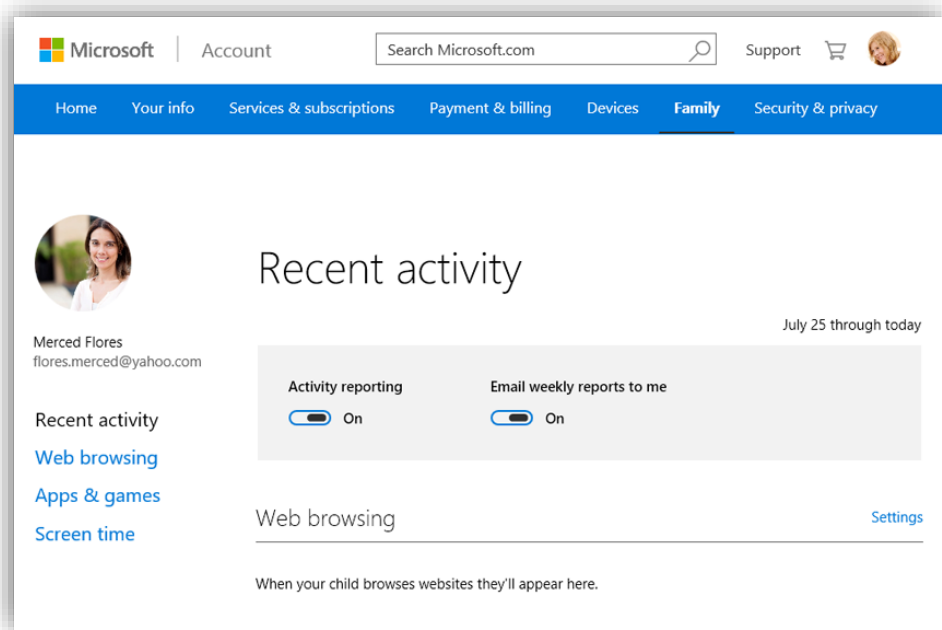 Microsoft | Account Search Microsoft.com Support
Home Your info Services & subscriptions Payment & billing Devices Family Security & privacy
Recent activity
July 25 through today
Merced Flores
flores.merced@yahoo.com
Activity reporting Email weekly reports to me
On On
Recent activity
Web browsing
Apps & games
Screen time
Web browsing Settings
When your child browses websites they'll appear here.